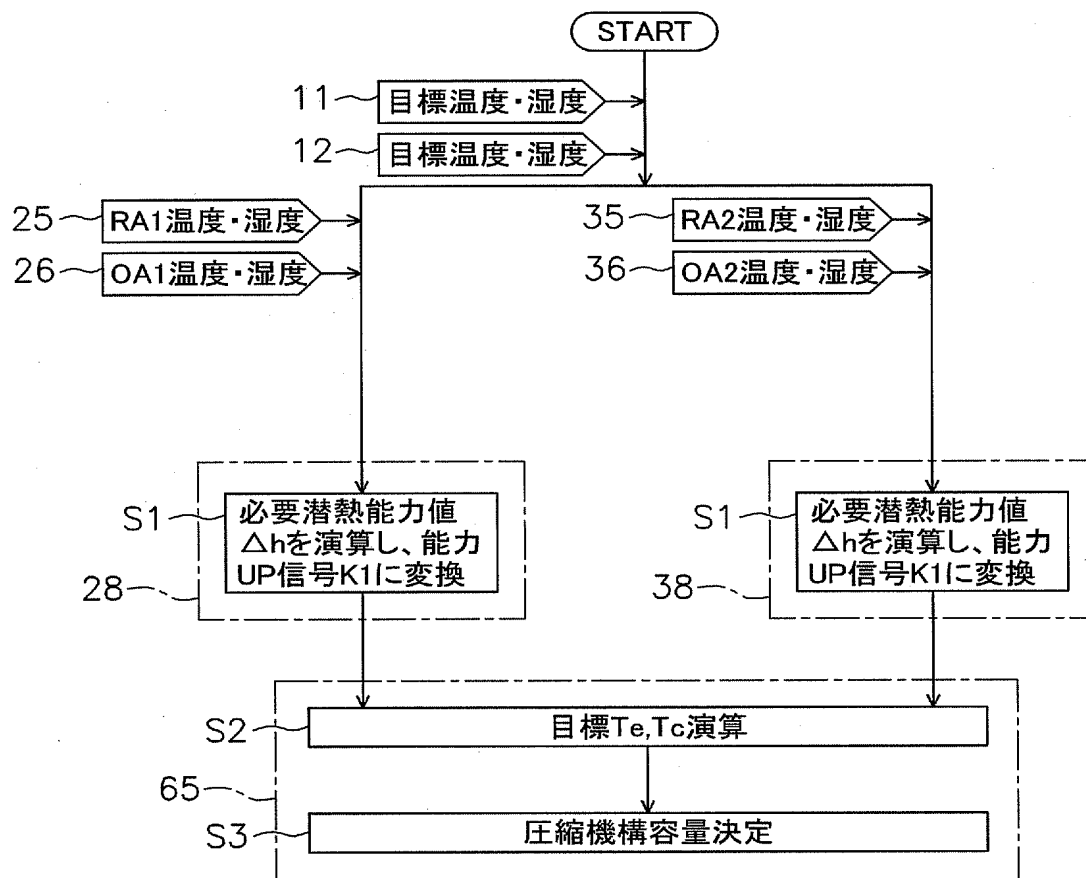 START
11 目標温度・湿度
12 目標温度・湿度
25 RA1温度・湿度
35 RA2温度・湿度
26 OA1温度・湿度
36 OA2温度・湿度
S1 必要潜熱能力値
△hを演算し、能力
UP信号K1に変換
28
S1 必要潜熱能力値
△hを演算し、能力
UP信号K1に変換
38
S2 目標Te,Tc演算
65
S3 圧縮機構容量決定